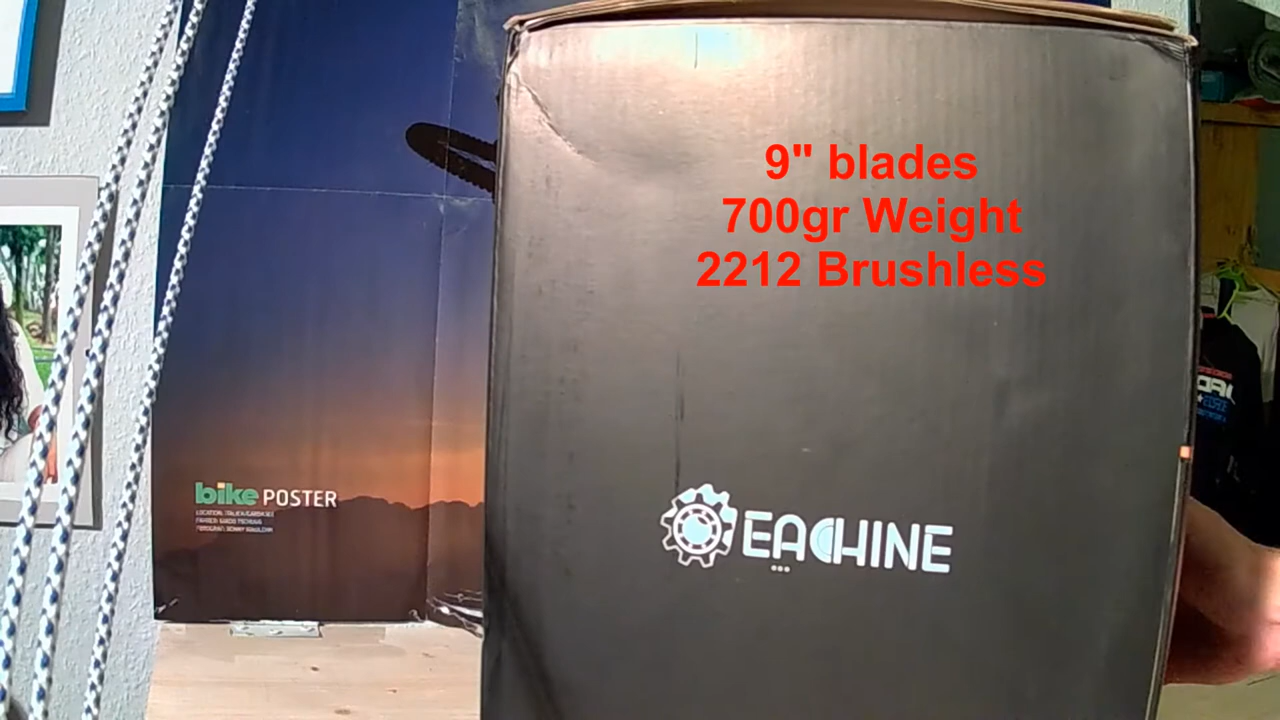 9" blades
700gr Weight
2212 Brushless
EACHINE
bike POSTER